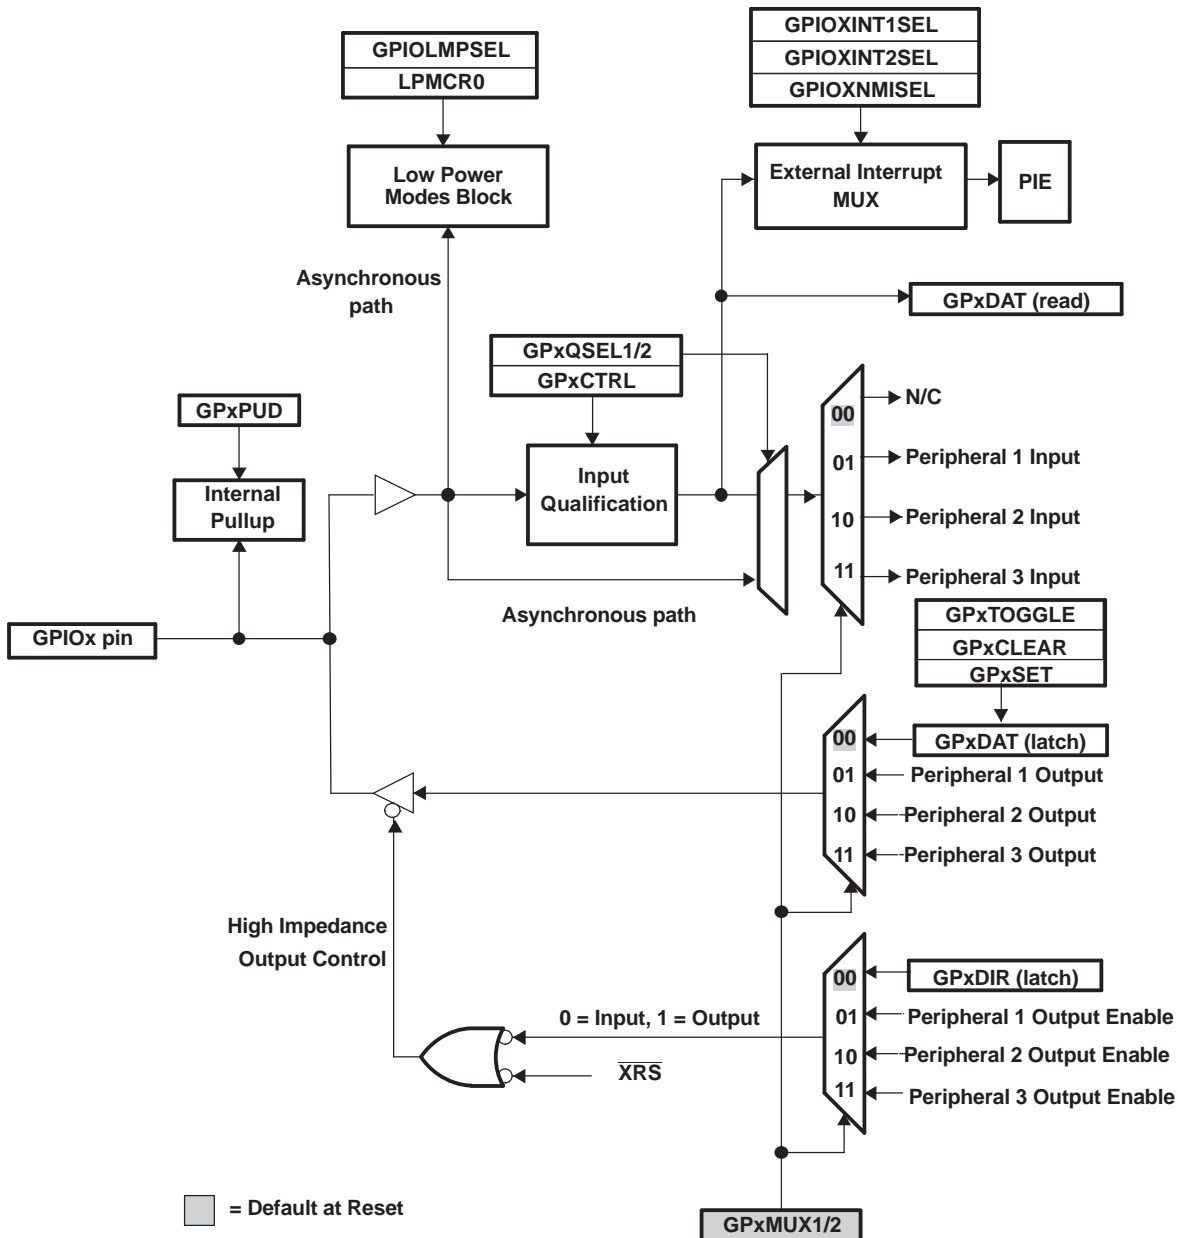 GPIOLMPSEL
LPMCR0
GPIOXINT1SEL
GPIOXINT2SEL
GPIOXNMISEL
Low Power
Modes Block
External Interrupt
MUX
PIE
Asynchronous
path
GPxDAT (read)
GPxQSEL1/2
GPxCTRL
GPxPUD
Internal
Pullup
Input
Qualification
00
01
10
11
N/C
Peripheral 1 Input
Peripheral 2 Input
Peripheral 3 Input
Asynchronous path
GPIOx pin
GPxTOGGLE
GPxCLEAR
GPxSET
00
01
10
11
GPxDAT (latch)
Peripheral 1 Output
Peripheral 2 Output
Peripheral 3 Output
High Impedance
Output Control
00
01
10
11
GPxDIR (latch)
Peripheral 1 Output Enable
Peripheral 2 Output Enable
Peripheral 3 Output Enable
0 = Input, 1 = Output
XRS
= Default at Reset
GPxMUX1/2